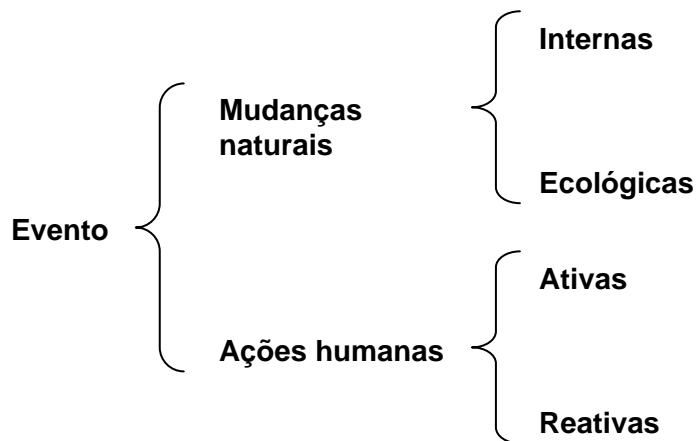 Evento
Mudanças
naturais
Internas
Ecológicas
Ações humanas
Ativas
Reativas